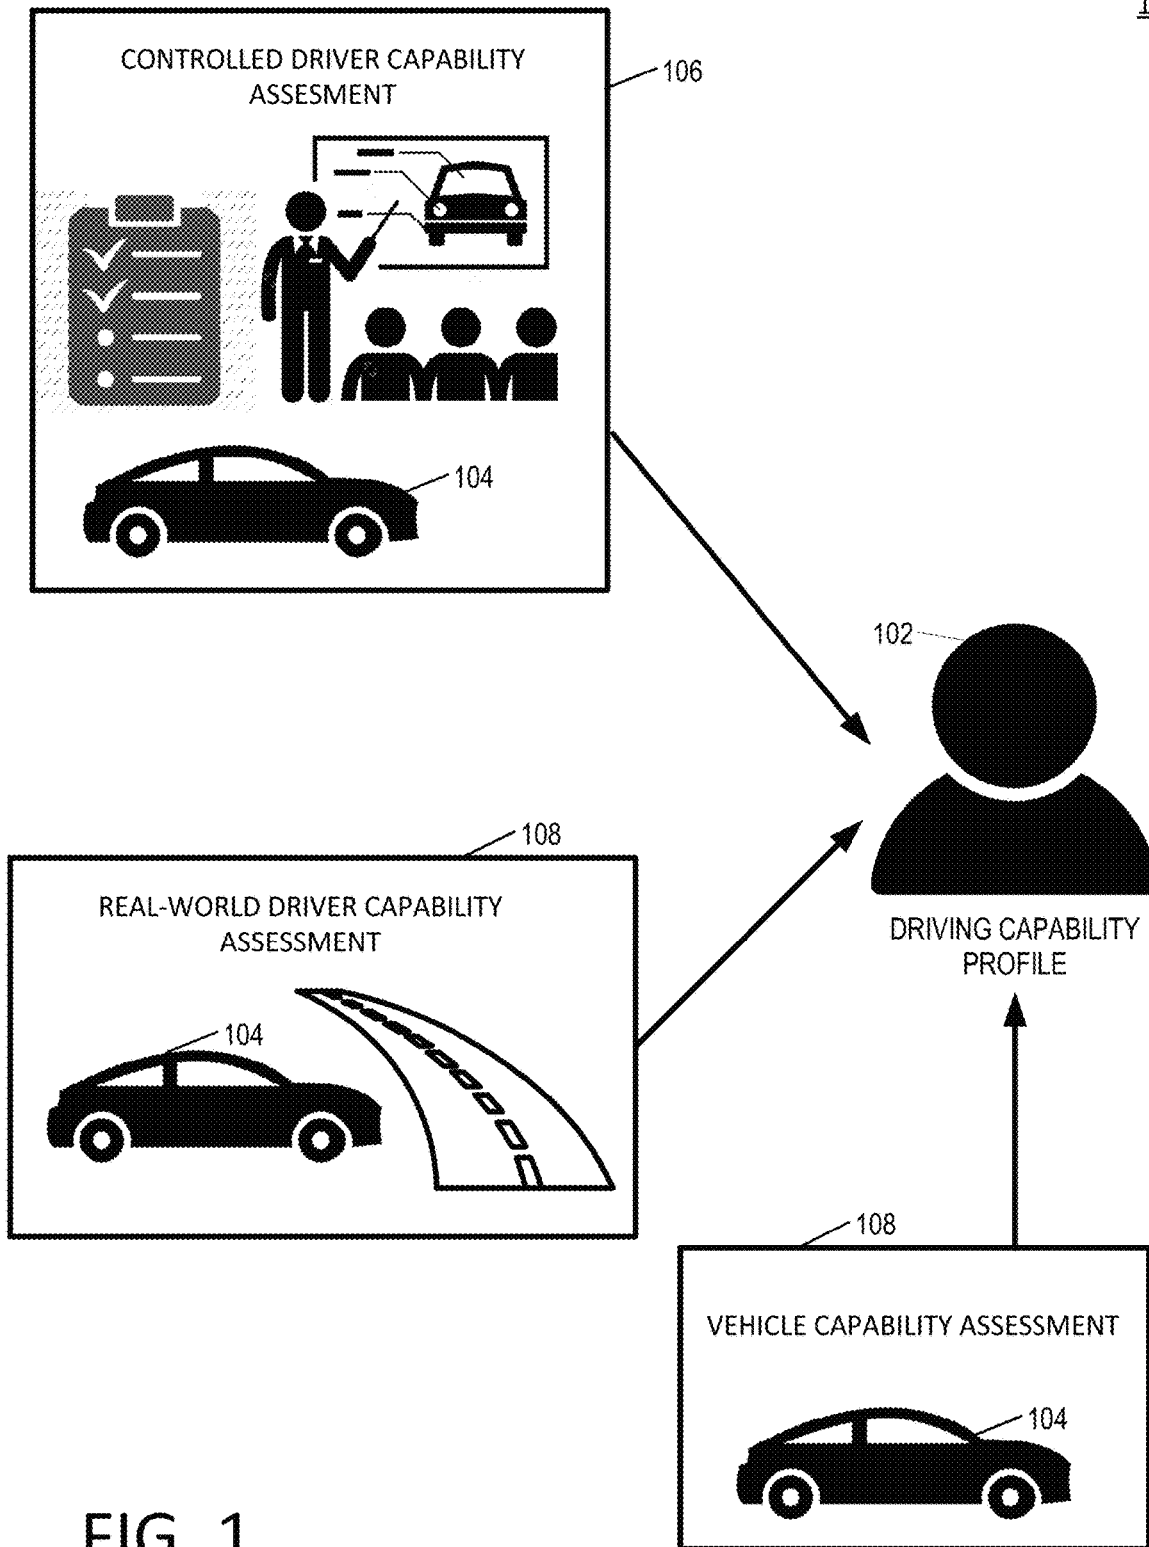 CONTROLLED DRIVER CAPABILITY
ASSESMENT
106
104
102
108
REAL-WORLD DRIVER CAPABILITY
ASSESSMENT
104
DRIVING CAPABILITY
PROFILE
108
VEHICLE CAPABILITY ASSESSMENT
104
FIG. 1